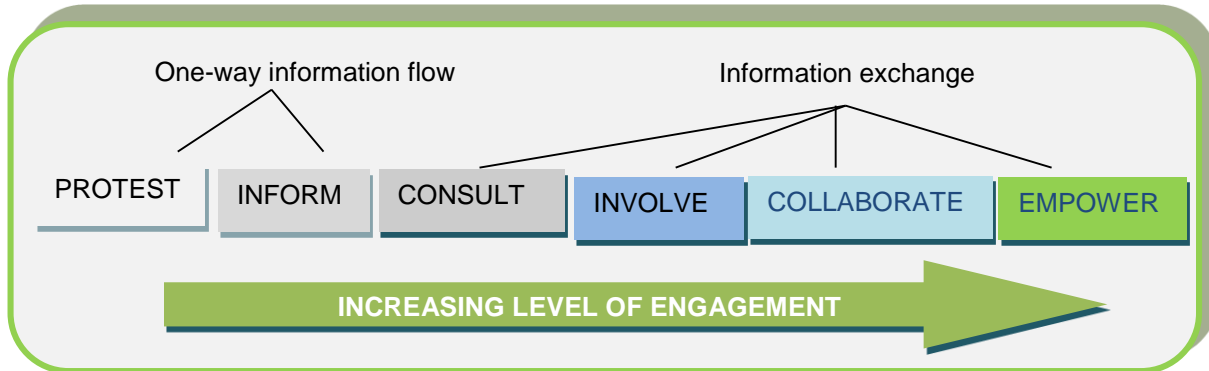 One-way information flow
Information exchange
PROTEST
INFORM
CONSULT
INVOLVE
COLLABORATE
EMPOWER
INCREASING LEVEL OF ENGAGEMENT